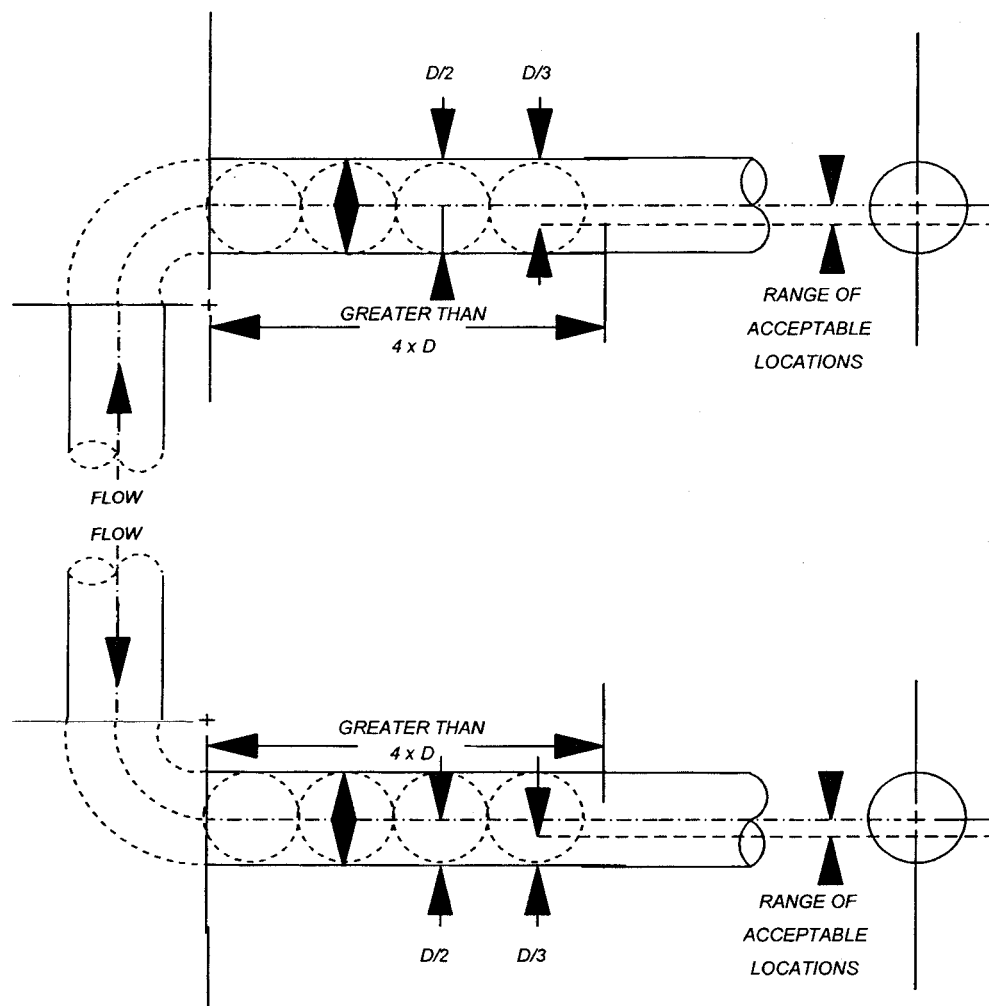 D/2
D/3
GREATER THAN
4 x D
RANGE OF
ACCEPTABLE
LOCATIONS
FLOW
FLOW
GREATER THAN
4 x D
D/2
D/3
RANGE OF
ACCEPTABLE
LOCATIONS